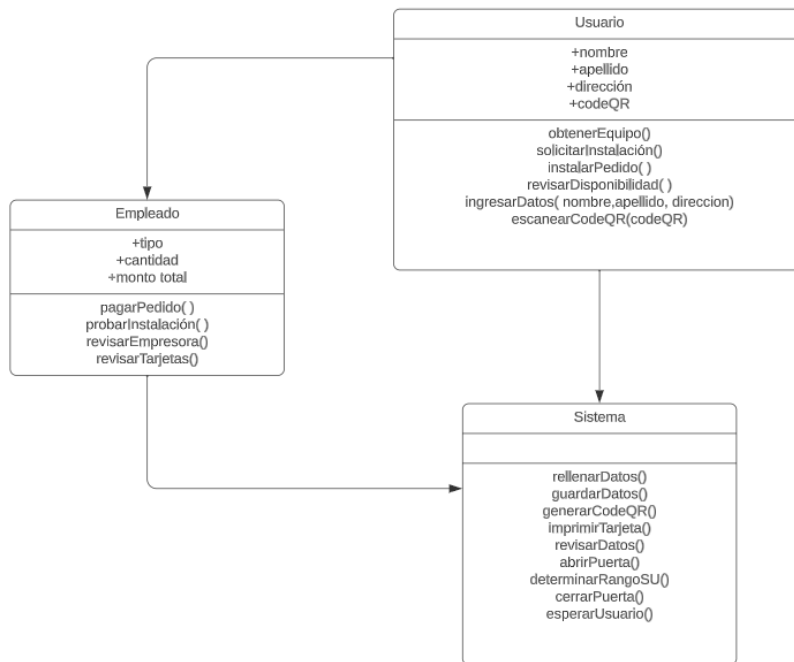 Usuario
+nombre
+apellido
+dirección
+codeQR
obtenerEquipo()
solicitarInstalación()
instalarPedido( )
revisarDisponibilidad( )
ingresarDatos( nombre,apellido, direccion)
escanearCodeQR(codeQR)
Empleado
+tipo
+cantidad
+monto total
pagarPedido( )
probarInstalación( )
revisarEmpresora()
revisarTarjetas()
Sistema
rellenarDatos()
guardarDatos()
generarCodeQR()
imprimirTarjeta()
revisarDatos()
abrirPuerta()
determinarRangoSU()
cerrarPuerta()
esperarUsuario()